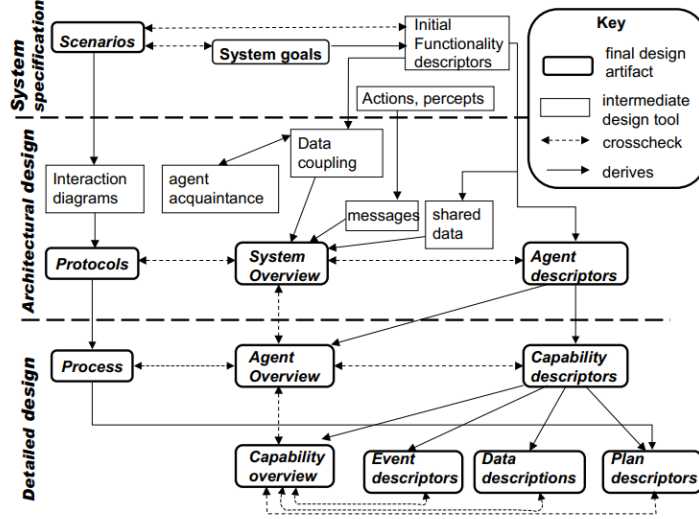 System
specification
Scenarios
System goals
Initial
Functionality
descriptors
Actions, percepts
Key
final design
artifact
intermediate
design tool
crosscheck
derives
Architectural design
Interaction
diagrams
agent
acquaintance
Data
coupling
messages
shared
data
Protocols
System
Overview
Agent
descriptors
Detailed design
Process
Agent
Overview
Capability
descriptors
Capability
overview
Event
descriptors
Data
descriptions
Plan
descriptors